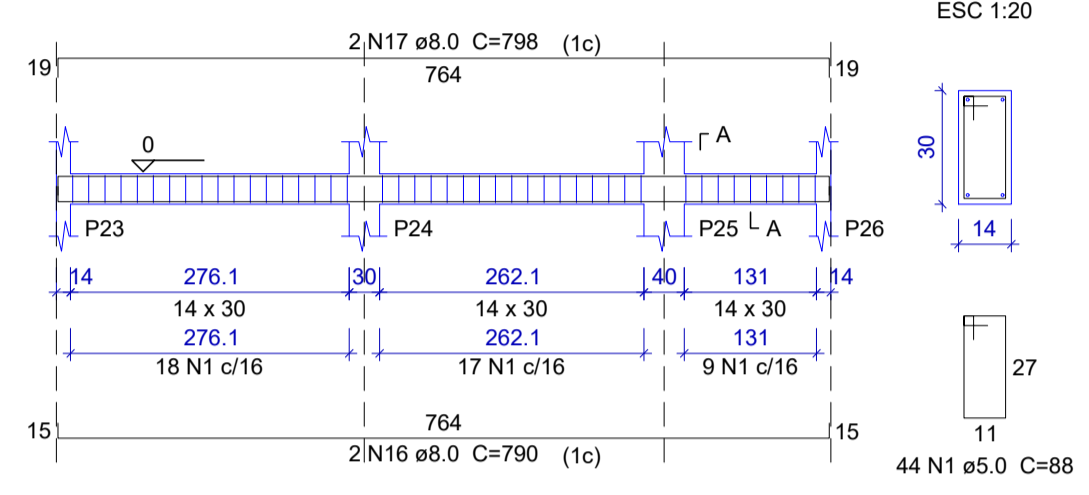 ESC 1:20
2 N17 ø8.0 C=798 (1c)
19 764 19
0
A
30
P23 P24 P25 A P26
14
14 276.1 30 262.1 40 131 14
14 x 30 14 x 30 14 x 30
276.1 262.1 131
18 N1 c/16 17 N1 c/16 9 N1 c/16
27
15 764 15
11
2 N16 ø8.0 C=790 (1c)
44 N1 ø5.0 C=88